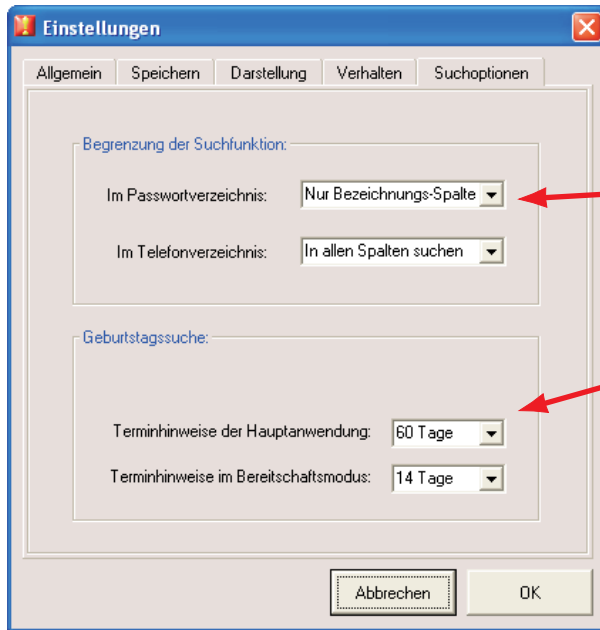 Einstellungen
Allgemein Speichern Darstellung Verhalten Suchoptionen
Begrenzung der Suchfunktion:
Im Passwortverzeichnis: Nur Bezeichnungs-Spalte
Im Telefonverzeichnis: In allen Spalten suchen
Geburtstagssuche:
Terminhinweise der Hauptanwendung: 60 Tage
Terminhinweise im Bereitschaftsmodus: 14 Tage
Abbrechen OK